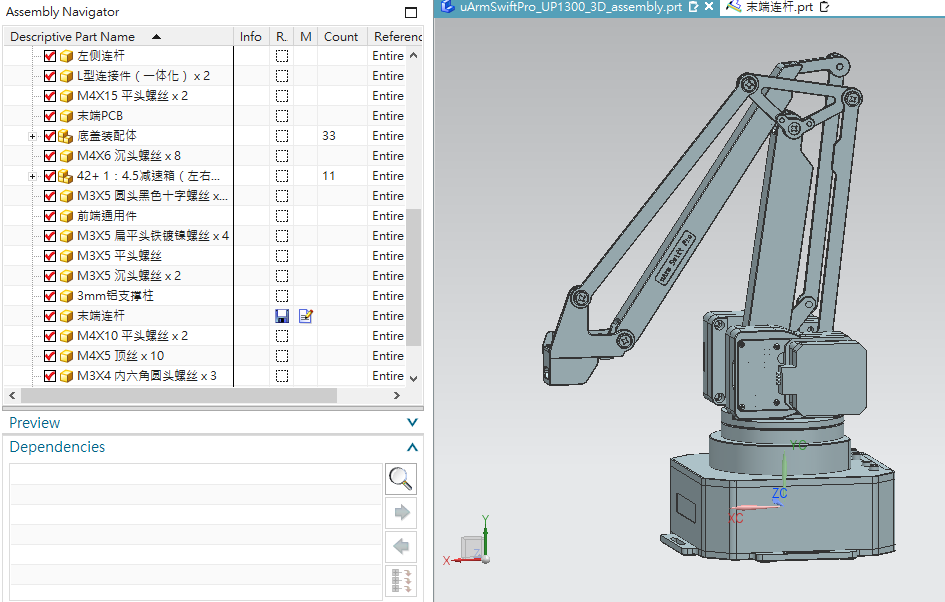 Assembly Navigator
Descriptive Part Name Info R. M Count Referenc
左侧连杆 Entire
L型连接件（一体化）x 2 Entire
M4X15 平头螺丝 x 2 Entire
末端PCB Entire
底盖装配体 33 Entire
M4X6 沉头螺丝 x 8 Entire
42+ 1：4.5减速箱（左右... 11 Entire
M3X5 圆头黑色十字螺丝 x... Entire
前端通用件 Entire
M3X5 扁平头铁镀镍螺丝 x 4 Entire
M3X5 平头螺丝 Entire
M3X5 沉头螺丝 x 2 Entire
3mm铝支撑柱 Entire
末端连杆 Entire
M4X10 平头螺丝 x 2 Entire
M4X5 顶丝 x 10 Entire
M3X4 内六角圆头螺丝 x 3 Entire
Preview
Dependencies
uArmSwiftPro_UP1300_3D_assembly.prt
末端连杆.prt
uArm Swift Pro
YC
ZC
XC
Y
Z
X